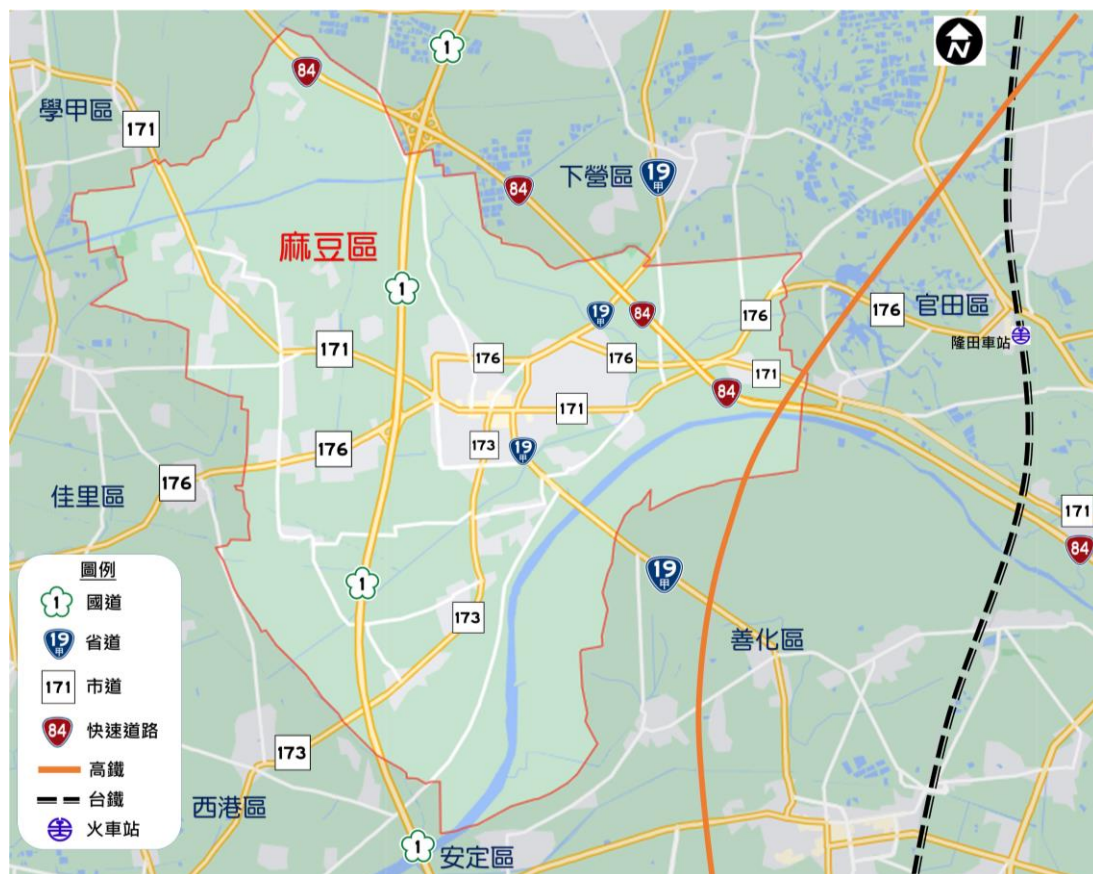 1
N
84
學甲區
171
下營區
19甲
84
麻豆區
1
176
19甲
84
176
官田區
隆田車站
171
176
176
171
84
171
173
19甲
176
176
佳里區
171
84
圖例
1 國道
19甲 省道
171 市道
84 快速道路
高鐵
台鐵
火車站
1
19甲
173
善化區
173
西港區
1
安定區